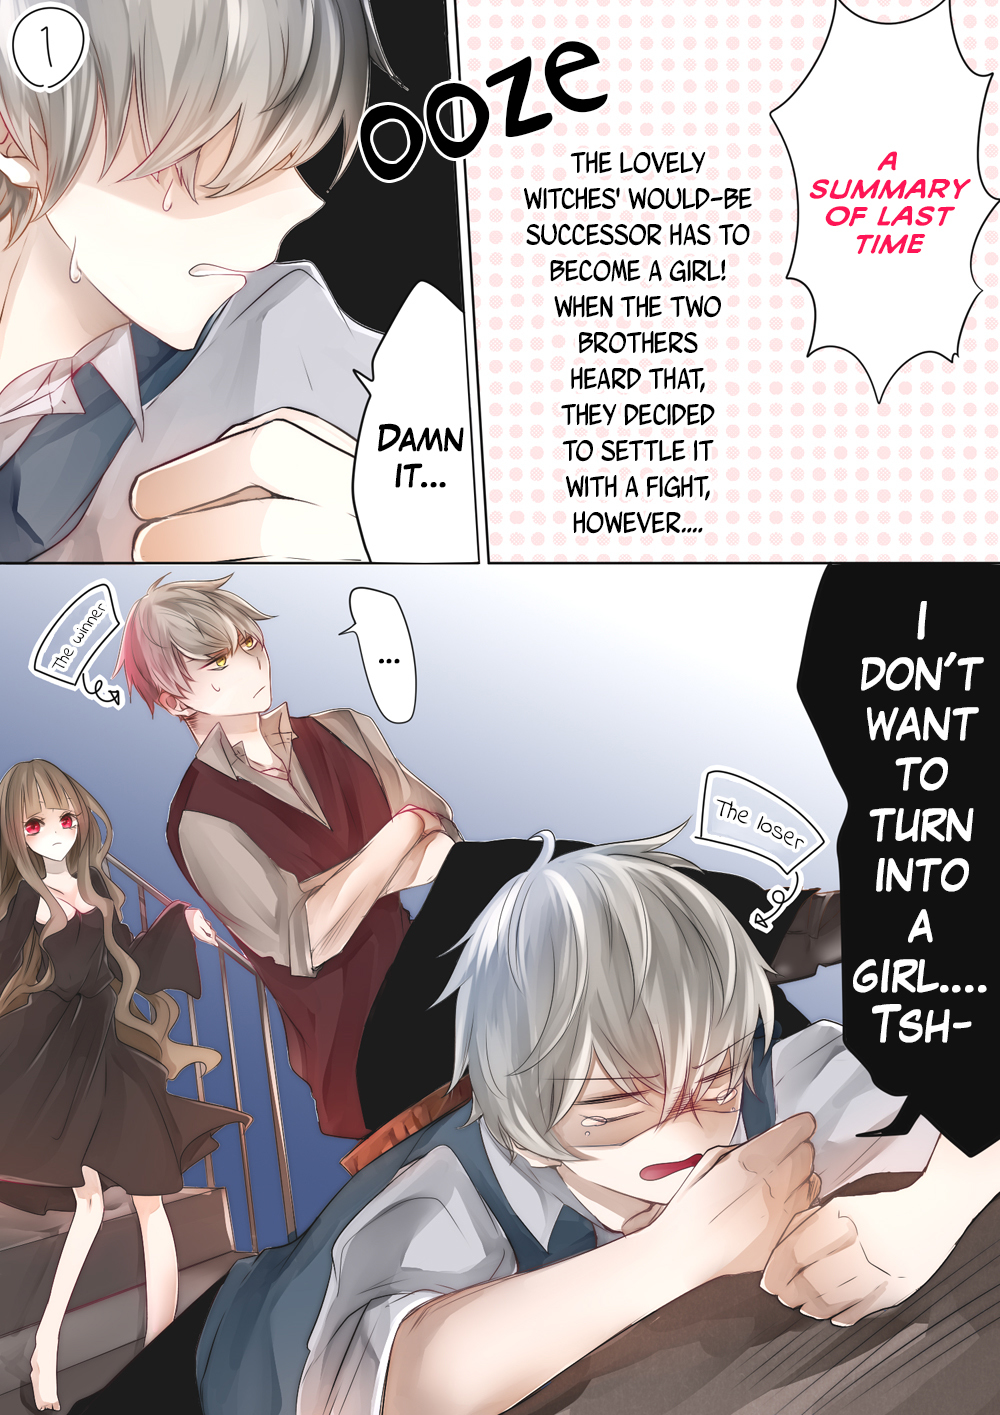 1
A
SUMMARY
OF LAST
TIME
OOZE
THE LOVELY
WITCHES' WOULD-BE
SUCCESSOR HAS TO
BECOME A GIRL!
WHEN THE TWO
BROTHERS
HEARD THAT,
THEY DECIDED
TO SETTLE IT
WITH A FIGHT,
HOWEVER....
DAMN
IT...
The winner
...
The loser
I
DON'T
WANT
TO
TURN
INTO
A
GIRL....
TSH-